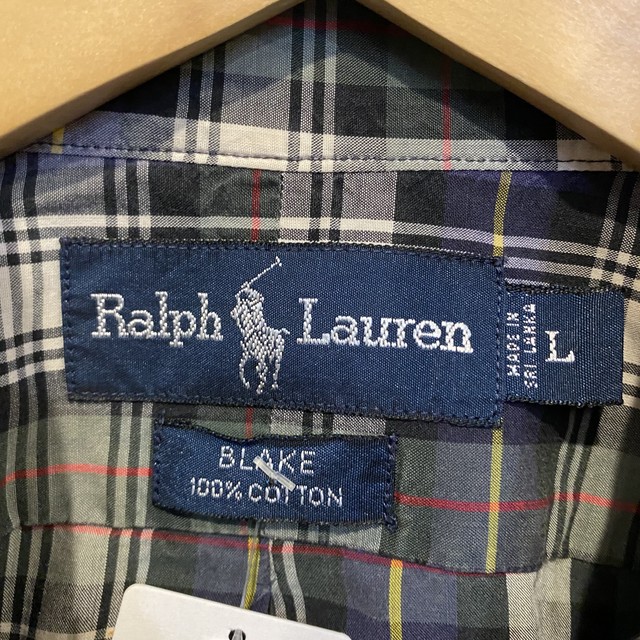 Ralph Lauren
MADE IN
SRI LANKA
L
BLAKE
100% COTTON